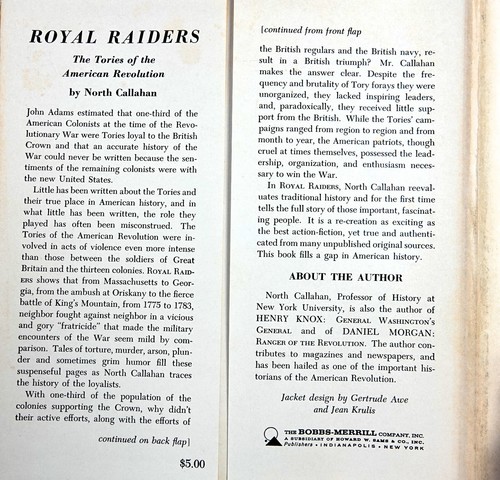 ROYAL RAIDERS
The Tories of the
American Revolution
by North Callahan
John Adams estimated that one-third of the
American Colonists at the time of the Revo-
lutionary War were Tories loyal to the British
Crown and that an accurate history of the
War could never be written because the sen-
timents of the remaining colonists were with
the new United States.
Little has been written about the Tories and
their true place in American history, and in
what little has been written, the role they
played has often been misconstrued. The
Tories of the American Revolution were in-
volved in acts of violence even more intense
than those between the soldiers of Great
Britain and the thirteen colonies. ROYAL RAID-
ERS shows that from Massachusetts to Geor-
gia, from the ambush at Oriskany to the fierce
battle of King's Mountain, from 1775 to 1783,
neighbor fought against neighbor in a vicious
and gory "fratricide" that made the military
encounters of the War seem mild by com-
parison. Tales of torture, murder, arson, plun-
der and sometimes grim humor fill these
suspenseful pages as North Callahan traces
the history of the loyalists.
With one-third of the population of the
colonies supporting the Crown, why didn't
their active efforts, along with the efforts of
continued on back flap]
$5.00
[continued from front flap
the British regulars and the British navy, re-
sult in a British triumph? Mr. Callahan
makes the answer clear. Despite the fre-
quency and brutality of Tory forays they were
unorganized, they lacked inspiring leaders,
and, paradoxically, they received little sup-
port from the British. While the Tories' cam-
paigns ranged from region to region and from
month to year, the American patriots, though
cruel at times themselves, possessed the lead-
ership, organization, and enthusiasm neces-
sary to win the War.
In ROYAL RAIDERS, North Callahan reeval-
uates traditional history and for the first time
tells the full story of those important, fascinat-
ing people. It is a re-creation as exciting as
the best action-fiction, yet true and authenti-
cated from many unpublished original sources.
This book fills a gap in American history.
ABOUT THE AUTHOR
North Callahan, Professor of History at
New York University, is also the author of
HENRY KNOX: GENERAL WASHINGTON'S
GENERAL and of DANIEL MORGAN:
RANGER OF THE REVOLUTION. The author con-
tributes to magazines and newspapers, and
has been hailed as one of the important his-
torians of the American Revolution.
Jacket design by Gertrude Awe
and Jean Krulis
THE BOBBS-MERRILL COMPANY, INC.
A SUBSIDIARY OF HOWARD W. SAMS & CO., INC.
Publishers • INDIANAPOLIS • NEW YORK